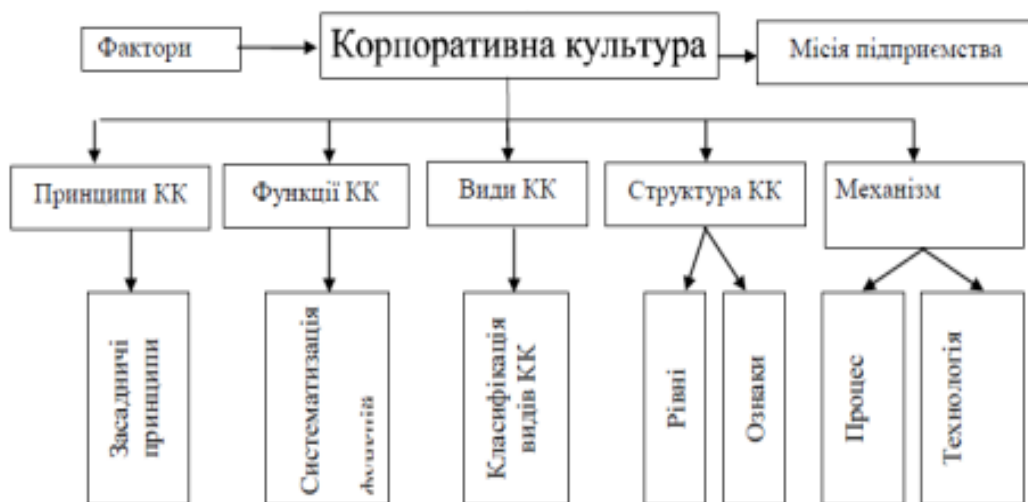 Фактори
Корпоративна культура
Місія підприємства
Принципи КК
Функції КК
Види КК
Структура КК
Механізм
Засадничі
принципи
Систематизація
Класифікація
видів КК
Рівні
Ознаки
Процес
Технологія